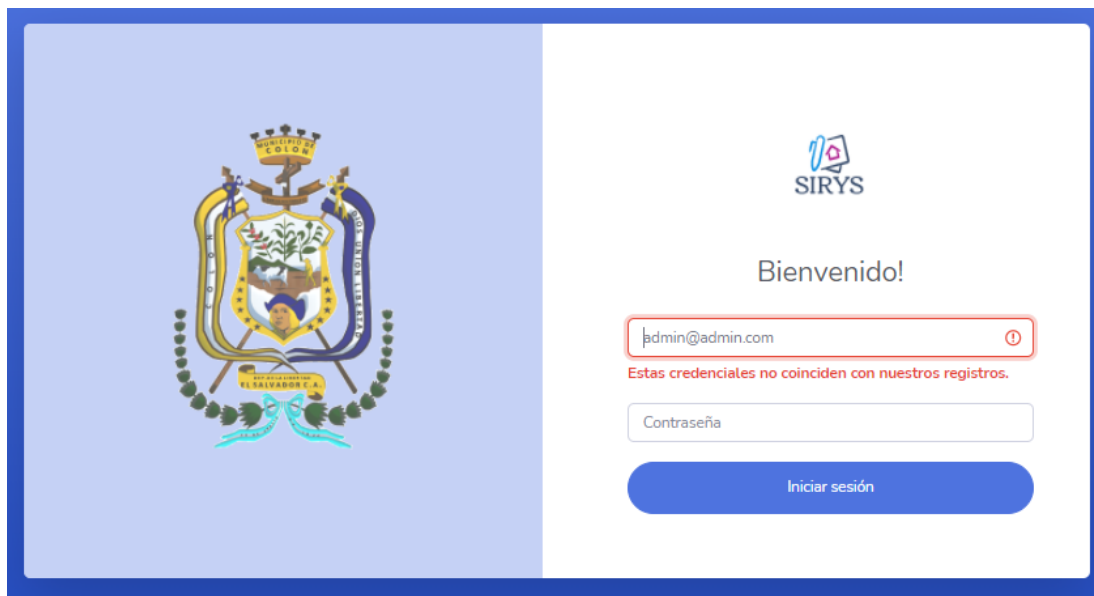 MUNICIPIO DE
COLON
COLON
DIOS UNION LIBERTAD
EL SALVADOR C.A.
SIRYS
Bienvenido!
admin@admin.com
Estas credenciales no coinciden con nuestros registros.
Contraseña
Iniciar sesión